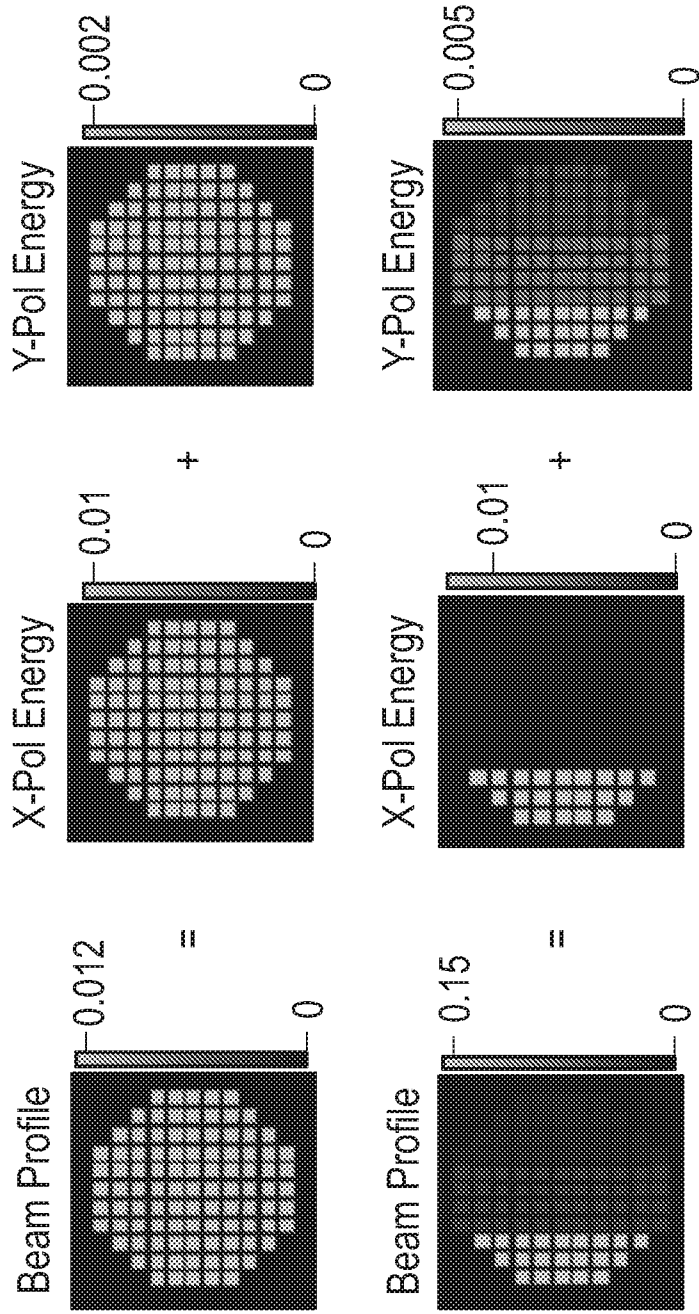 Beam Profile
0.012
0
=
X-Pol Energy
0.01
0
+
Y-Pol Energy
0.002
0
Beam Profile
0.15
0
=
X-Pol Energy
0.01
0
+
Y-Pol Energy
0.005
0